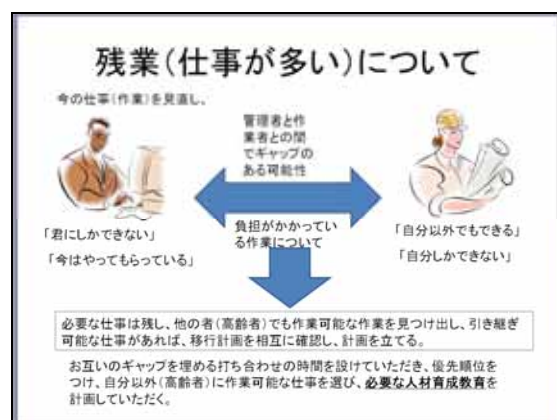 残業(仕事が多い)について
今の仕事(作業)を見直し、
管理者と作
業者との間
でギャップの
ある可能性
負担がかかってい
る作業について
「君にしかできない」
「今はやってもらっている」
「自分以外でもできる」
「自分しかできない」
必要な仕事は残し、他の者(高齢者)でも作業可能な作業を見つけ出し、引き継ぎ
可能な仕事があれば、移行計画を相互に確認し、計画を立てる。
お互いのギャップを埋める打ち合わせの時間を設けていただき、優先順位を
つけ、自分以外(高齢者)に作業可能な仕事を選び、必要な人材育成教育を
計画していただく。